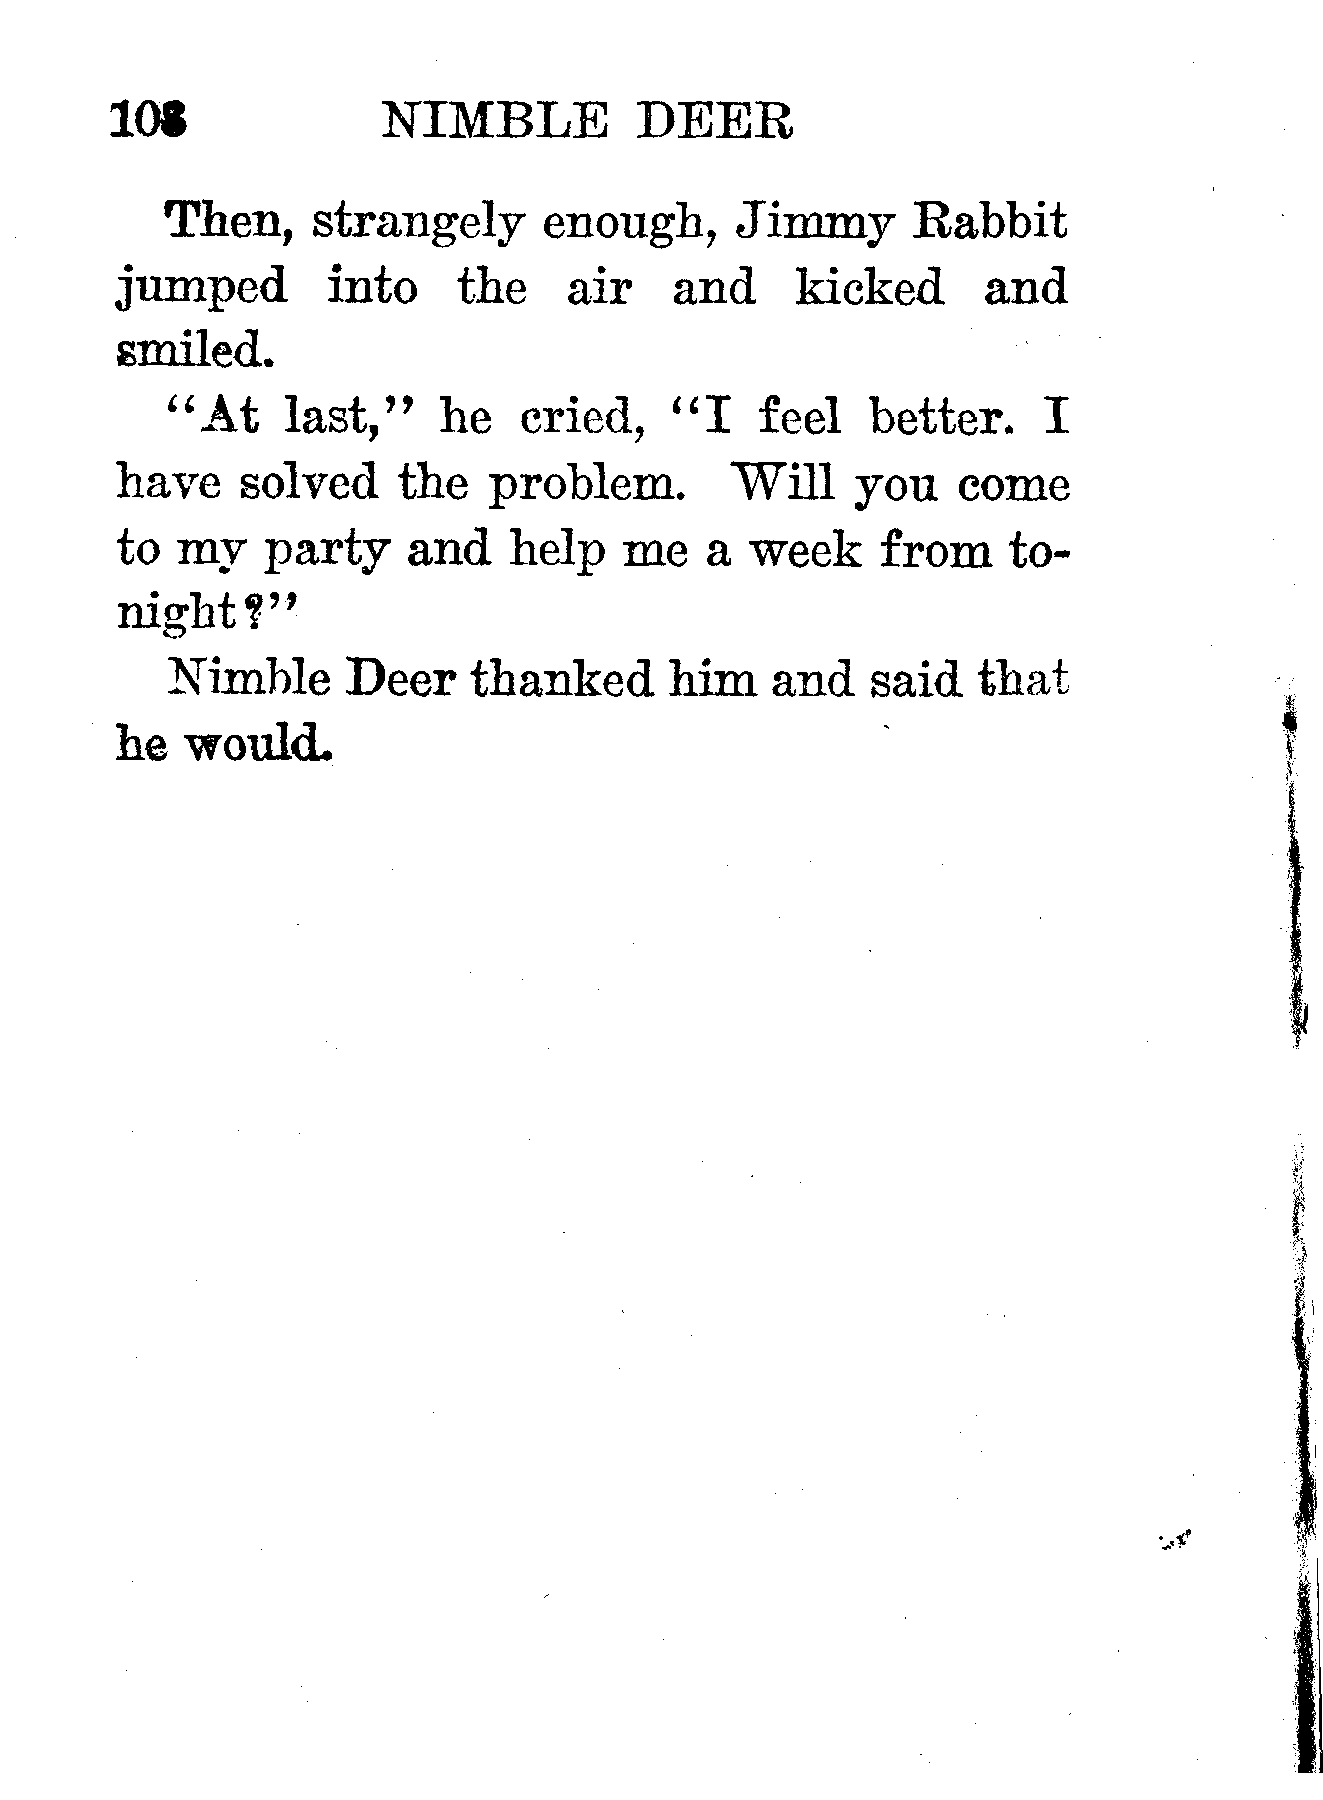 108 NIMBLE DEER
Then, strangely enough, Jimmy Rabbit
jumped into the air and kicked and
smiled.
"At last," he cried, "I feel better. I
have solved the problem. Will you come
to my party and help me a week from to-
night?"
Nimble Deer thanked him and said that
he would.